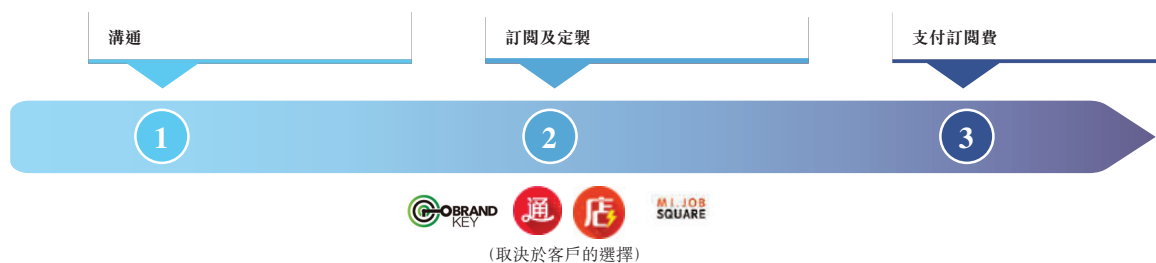 溝通
訂閱及定製
支付訂閱費
1
2
3
OBRAND
KEY
通
店
MI.JOB
SQUARE
(取決於客戶的選擇)